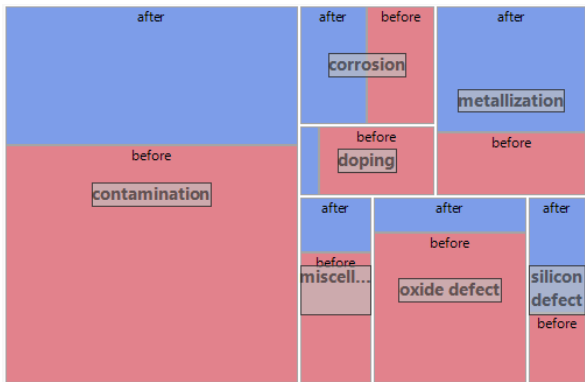 after
before
contamination
after
before
corrosion
before
doping
after
metallization
before
after
before
miscell...
after
before
oxide defect
after
silicon
defect
before